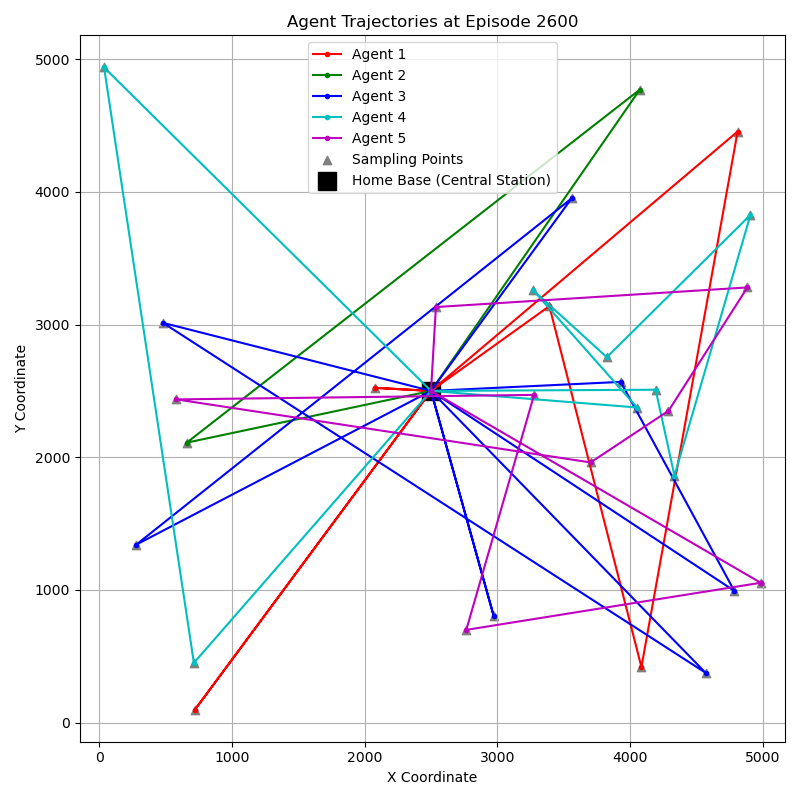 Agent Trajectories at Episode 2600
Agent 1
Agent 2
Agent 3
Agent 4
Agent 5
Sampling Points
Home Base (Central Station)
Y Coordinate
5000
4000
3000
2000
1000
0
0 1000 2000 3000 4000 5000
X Coordinate